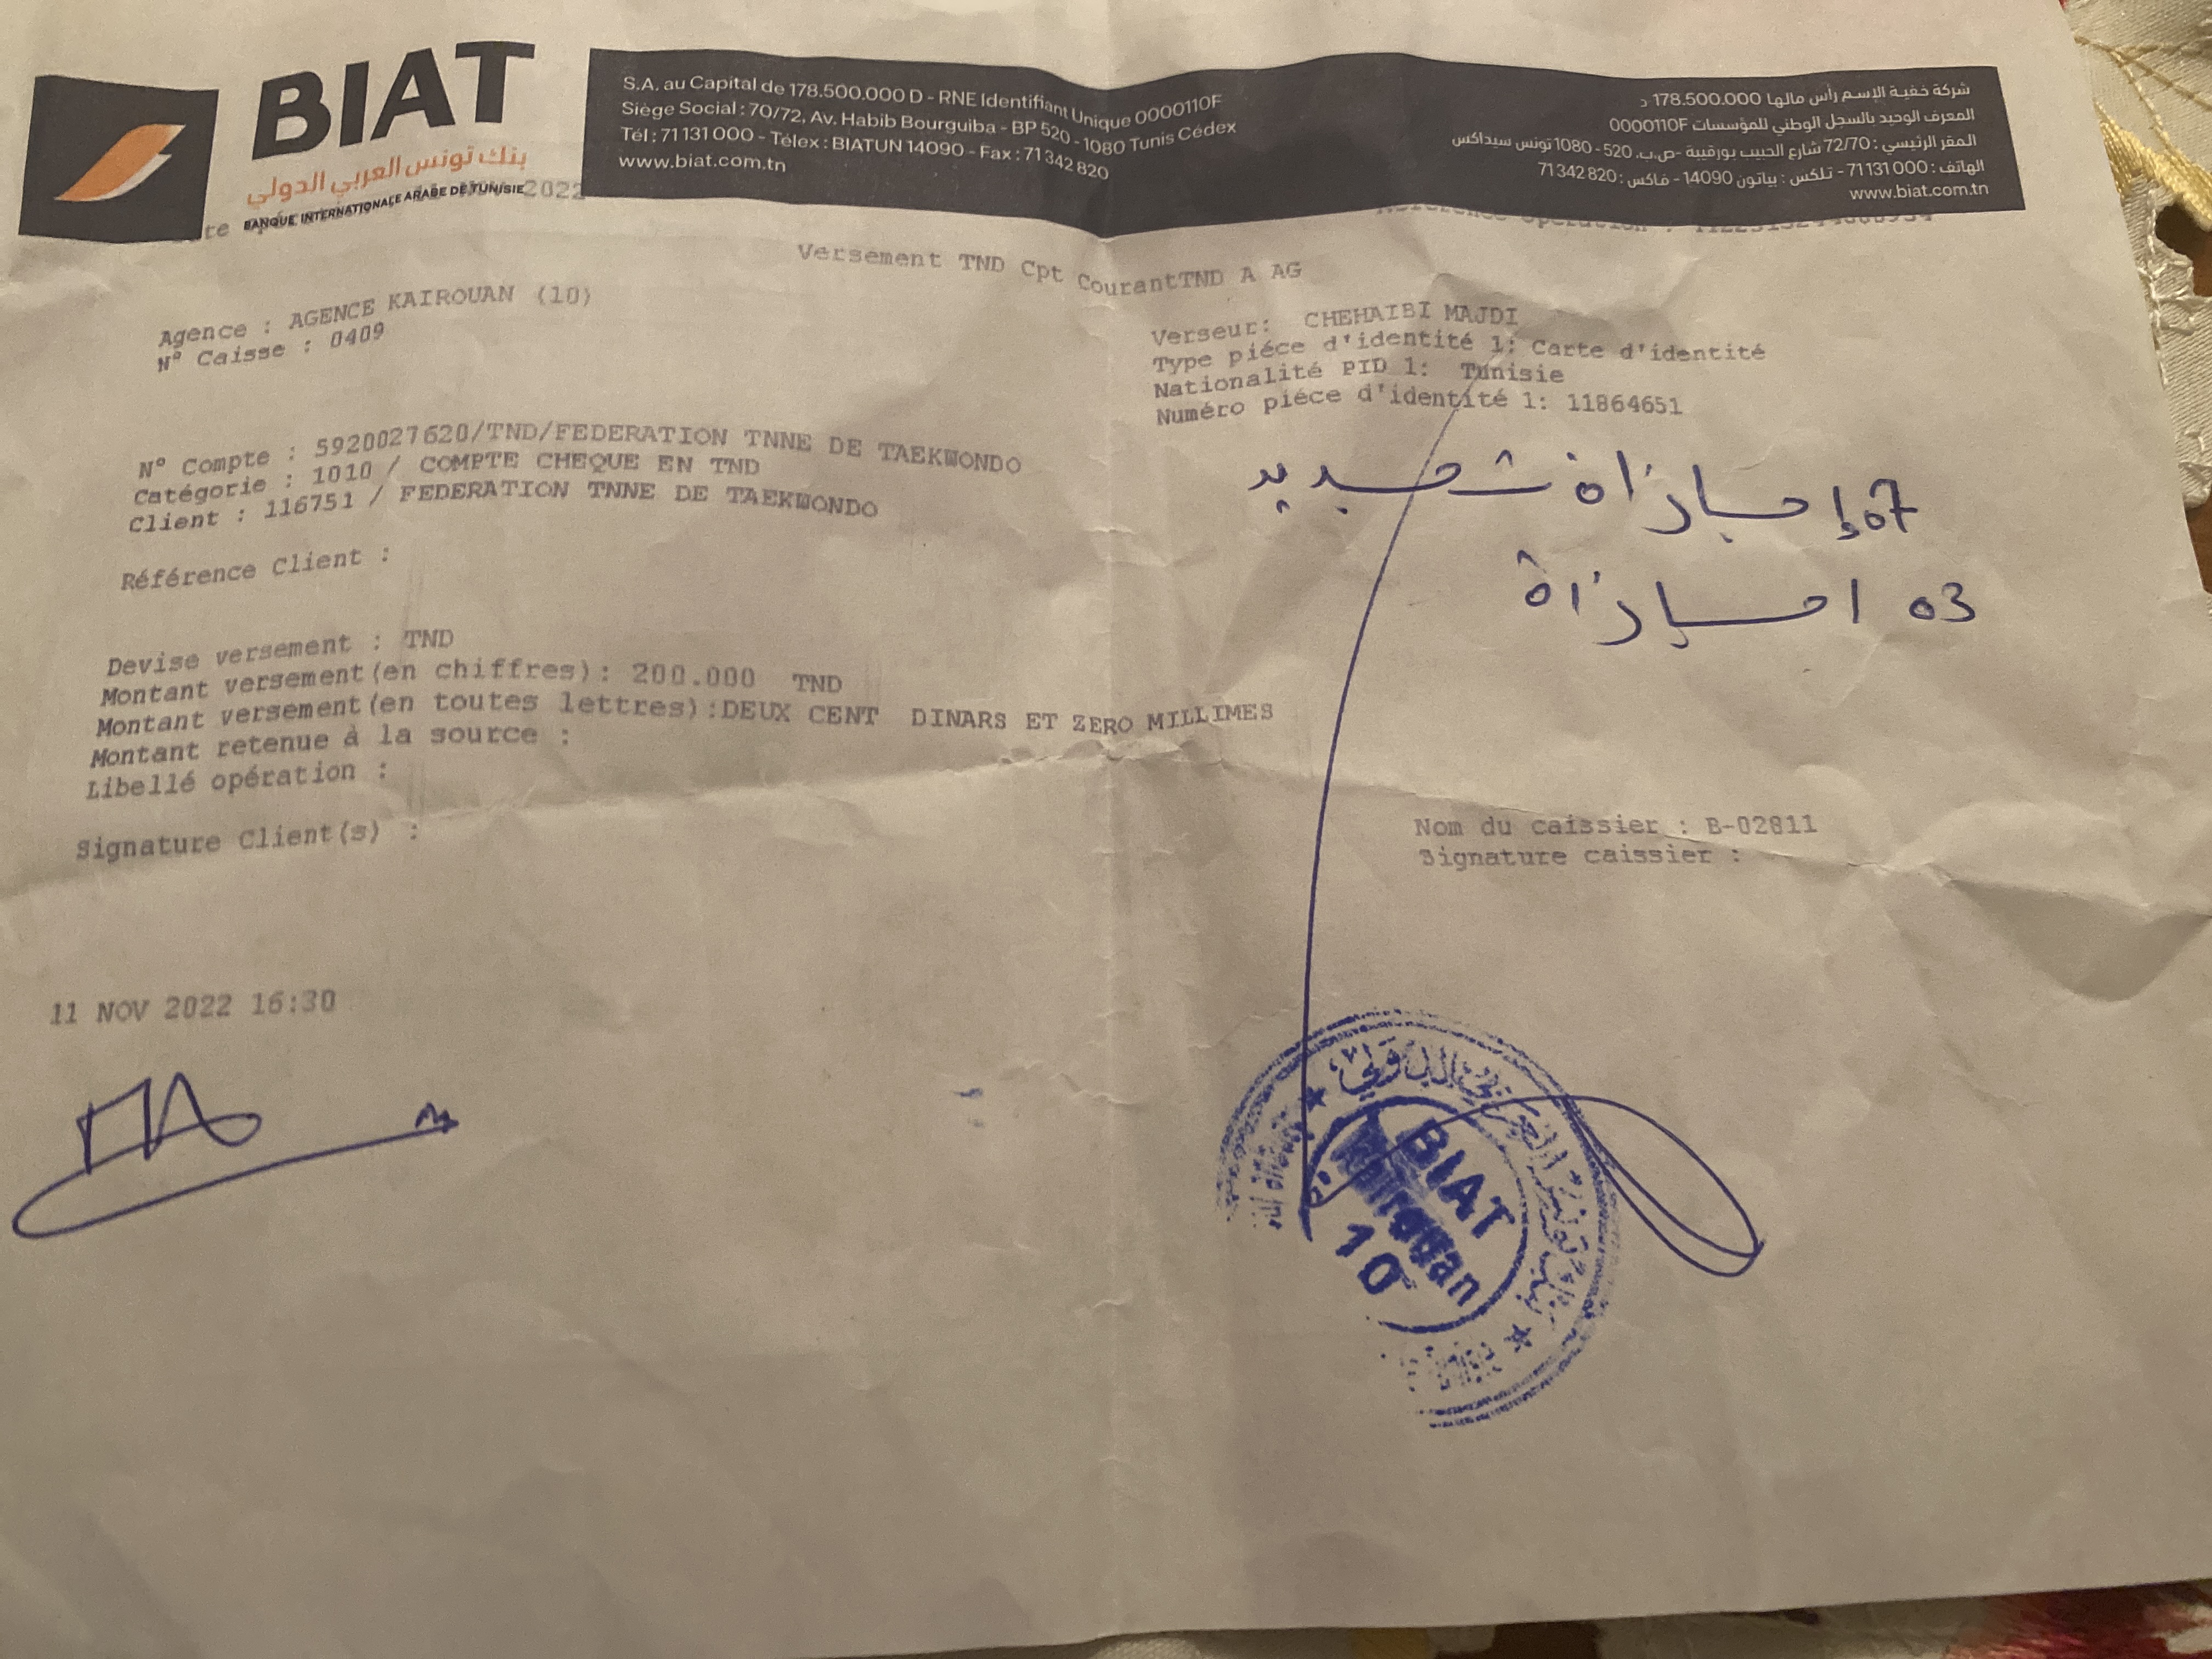 BIAT
بنك تونس العربي الدولي
BANQUE INTERNATIONALE ARABE DE TUNISIE
S.A. au Capital de 178.500.000 D - RNE Identifiant Unique 0000110F
Siège Social : 70/72, Av. Habib Bourguiba - BP 520 - 1080 Tunis Cédex
Tél : 71 131 000 - Télex : BIATUN 14090 - Fax : 71 342 820
www.biat.com.tn
شركة خفية الإسم رأس مالها 178.500.000 د
المعرف الوحيد بالسجل الوطني للمؤسسات 0000110F
المقر الرئيسي : 72/70 شارع الحبيب بورقيبة -ص.ب. 520 - 1080 تونس سيداكس
الهاتف : 71 131 000 - تلكس : بياتون 14090 - فاكس : 71 342 820
www.biat.com.tn
2022
Versement TND Cpt CourantTND A AG
Agence : AGENCE KAIROUAN (10)
N° Caisse : 0409
Verseur: CHEHAIBI MAJDI
Type piéce d'identité 1: Carte d'identité
Nationalité PID 1: Tunisie
Numéro piéce d'identité 1: 11864651
N° Compte : 5920027620/TND/FEDERATION TNNE DE TAEKWONDO
Catégorie : 1010 / COMPTE CHEQUE EN TND
Client : 116751 / FEDERATION TNNE DE TAEKWONDO
Référence Client :
03
Devise versement : TND
Montant versement(en chiffres): 200.000 TND
Montant versement(en toutes lettres):DEUX CENT DINARS ET ZERO MILLIMES
Montant retenue à la source :
Libellé opération :
Signature Client(s) :
Nom du caissier : B-02811
Signature caissier :
11 NOV 2022 16:30
BIAT
Kairouan
10